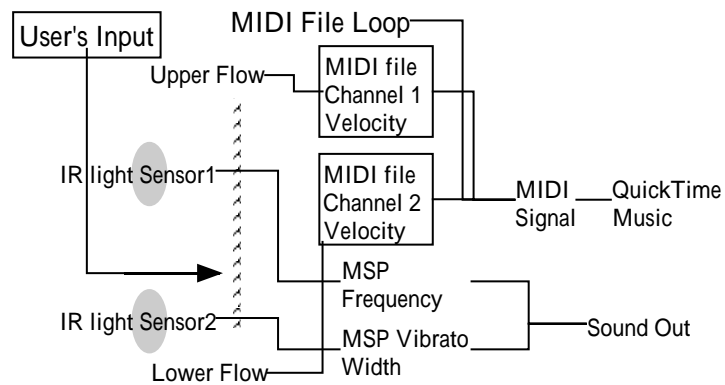 User's Input
MIDI File Loop
Upper Flow
MIDI file
Channel 1
Velocity
IR light Sensor1
MIDI file
Channel 2
Velocity
MIDI
Signal
QuickTime
Music
MSP
Frequency
IR light Sensor2
MSP Vibrato
Width
Sound Out
Lower Flow